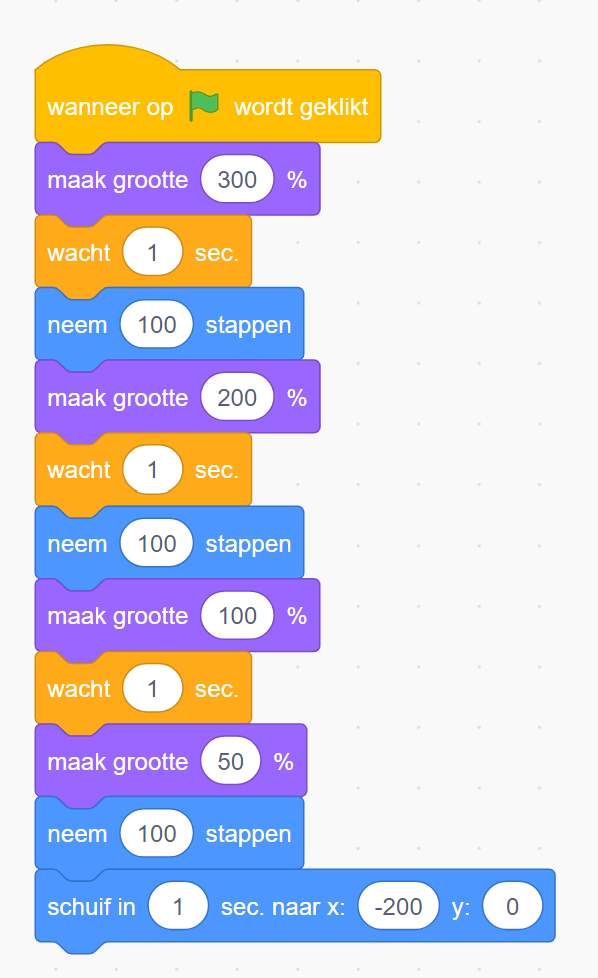 wanneer op wordt geklikt
maak grootte 300 %
wacht 1 sec.
neem 100 stappen
maak grootte 200 %
wacht 1 sec.
neem 100 stappen
maak grootte 100 %
wacht 1 sec.
maak grootte 50 %
neem 100 stappen
schuif in 1 sec. naar x: -200 y: 0